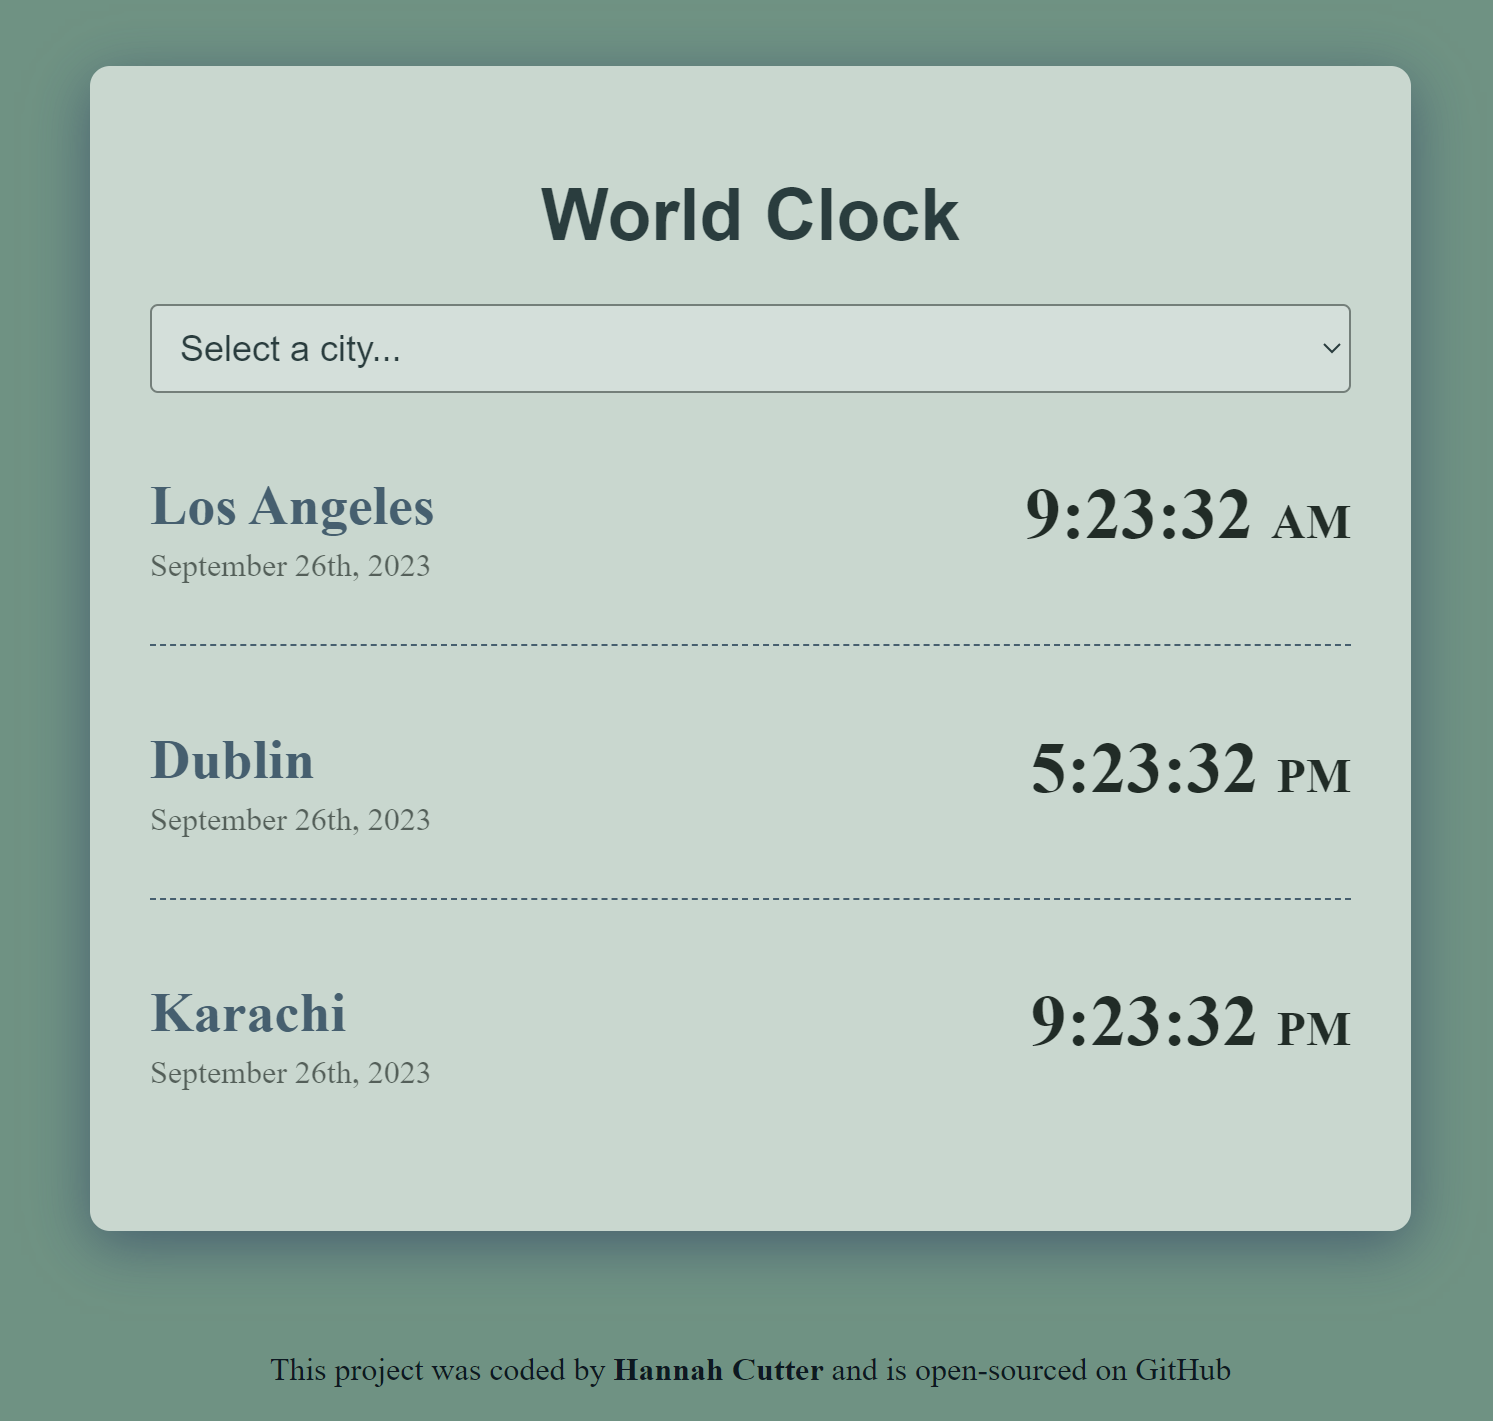 World Clock
Select a city...
Los Angeles
9:23:32 AM
September 26th, 2023
Dublin
5:23:32 PM
September 26th, 2023
Karachi
9:23:32 PM
September 26th, 2023
This project was coded by Hannah Cutter and is open-sourced on GitHub